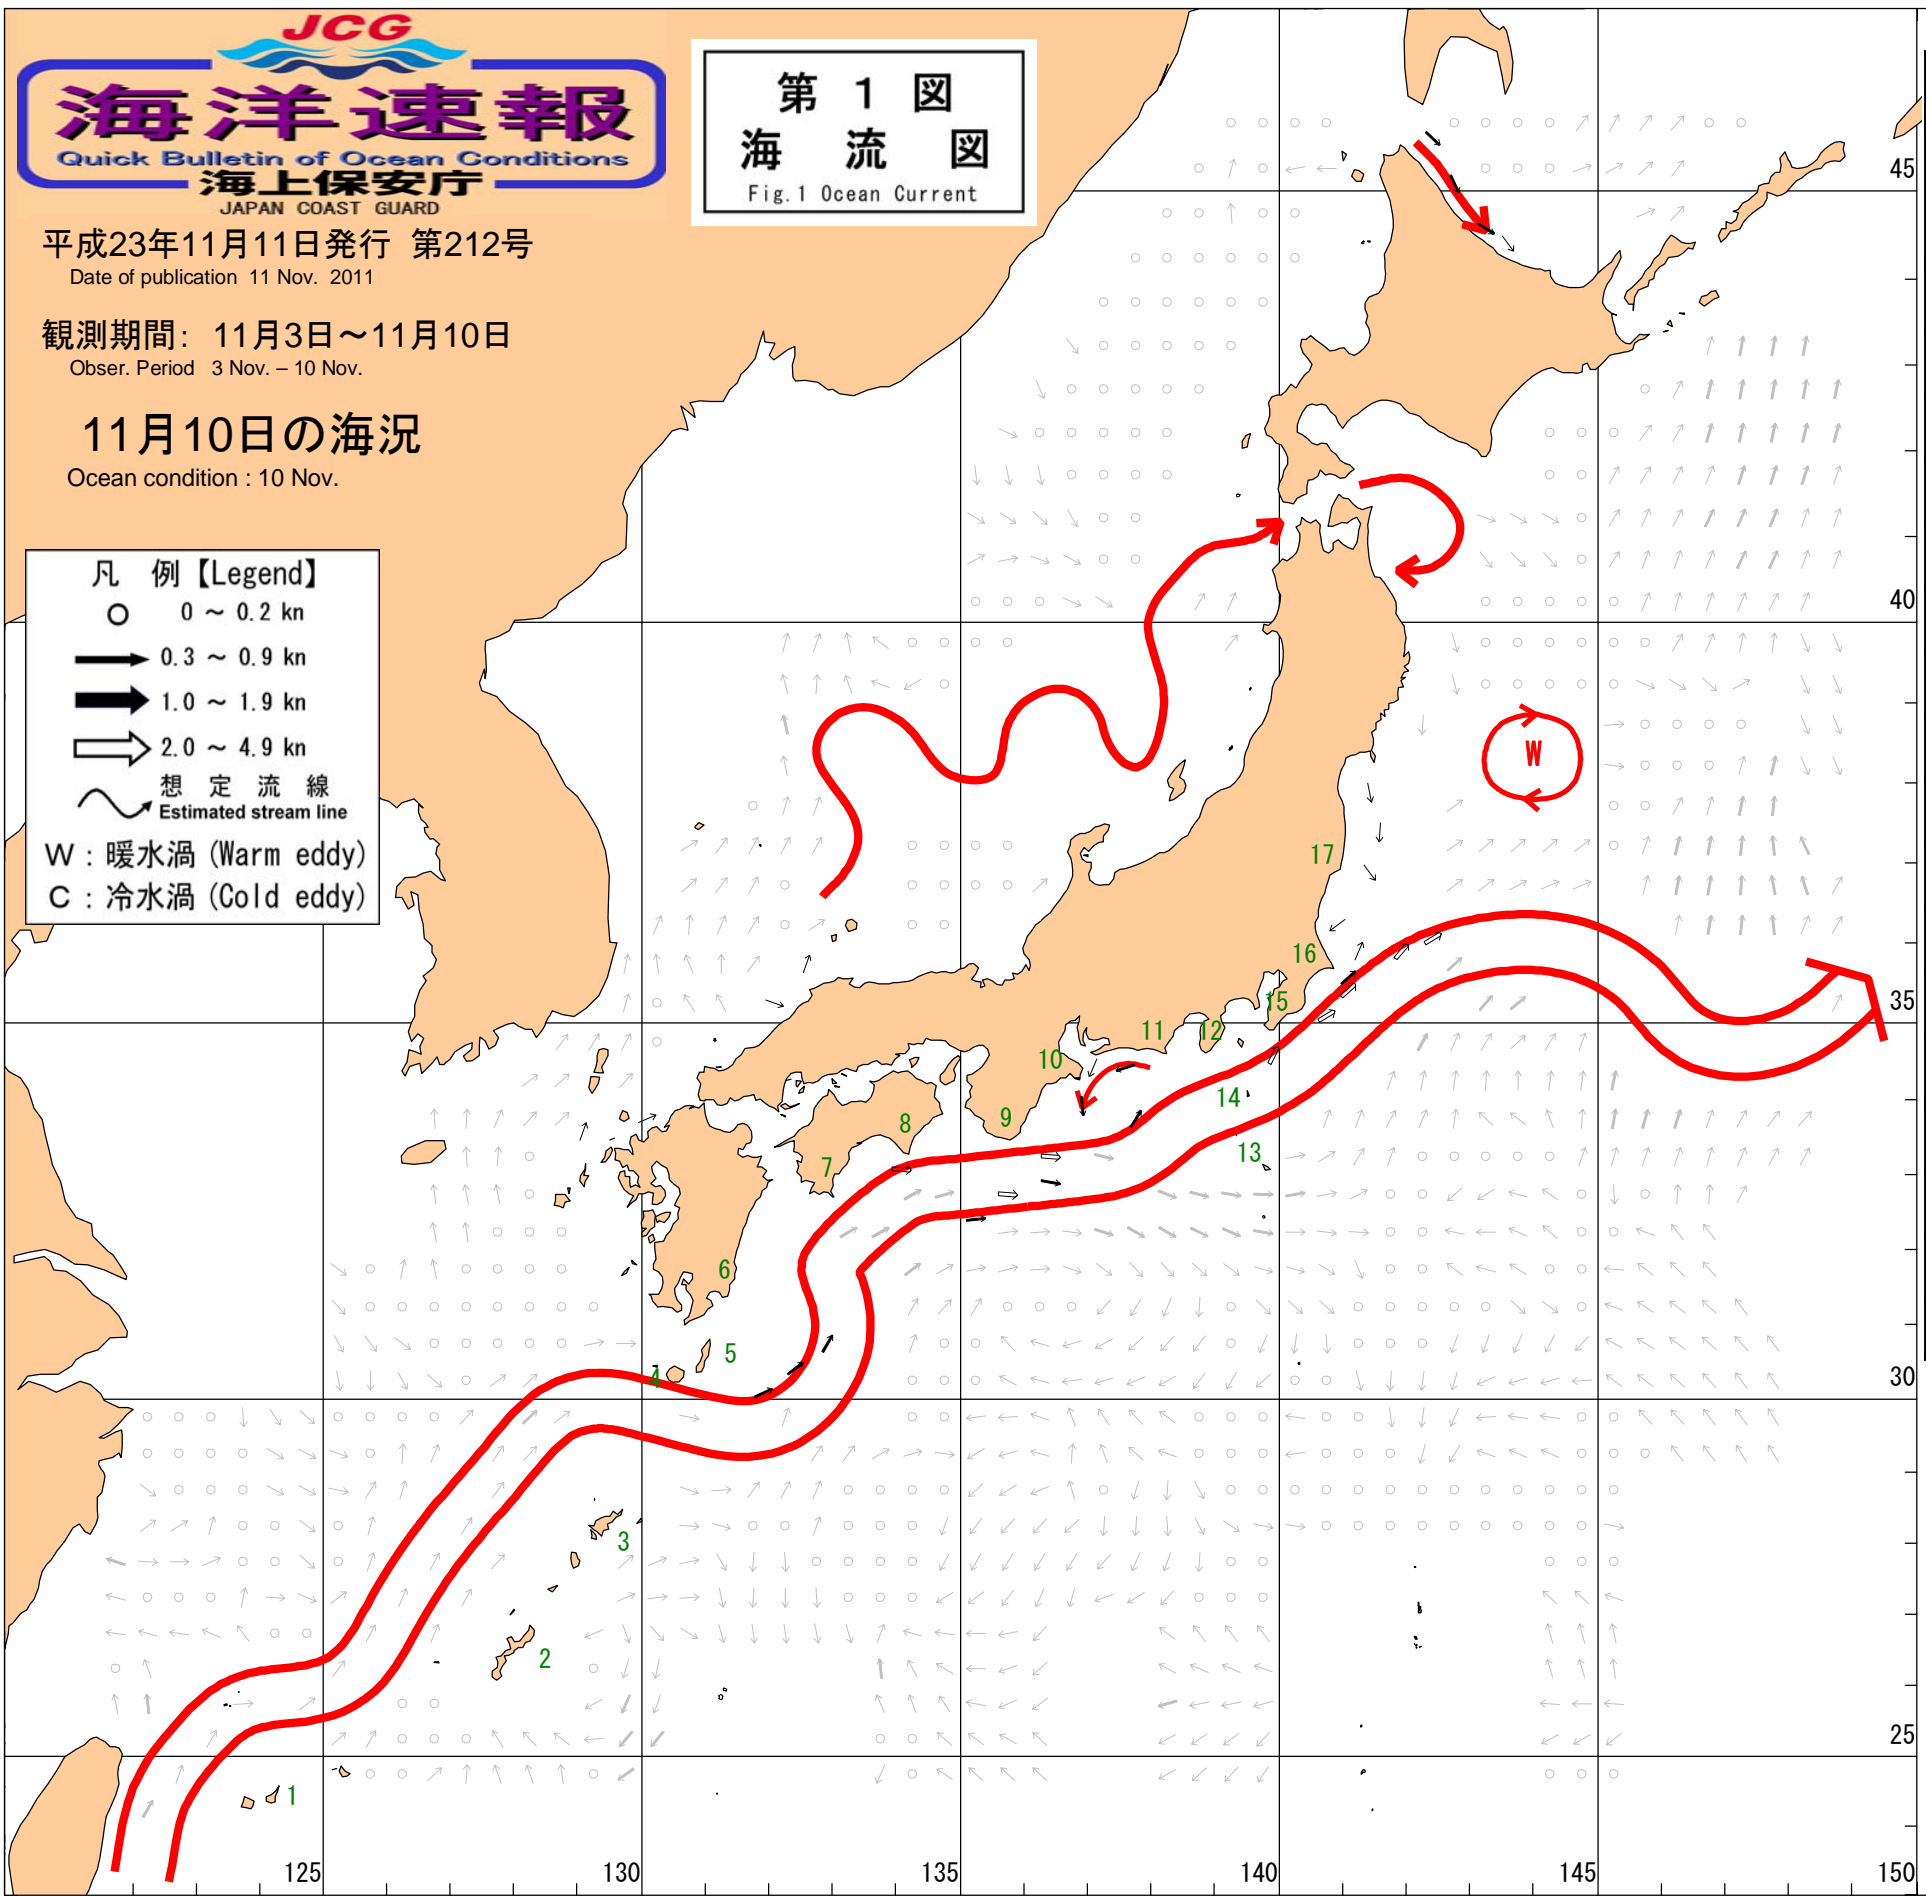 JCG
海洋速報
Quick Bulletin of Ocean Conditions
海上保安庁
JAPAN COAST GUARD
第 1 図
海 流 図
Fig.1 Ocean Current
平成23年11月11日発行 第212号
Date of publication 11 Nov. 2011
観測期間: 11月3日～11月10日
Obser. Period 3 Nov. – 10 Nov.
11月10日の海況
Ocean condition : 10 Nov.
凡 例【Legend】
0 ～ 0.2 kn
0.3 ～ 0.9 kn
1.0 ～ 1.9 kn
2.0 ～ 4.9 kn
想 定 流 線
Estimated stream line
W : 暖水渦 (Warm eddy)
C : 冷水渦 (Cold eddy)
45
40
W
17
16
35
15
12
11
10
14
9
8
13
7
6
5
4
30
3
2
25
1
125
130
135
140
145
150